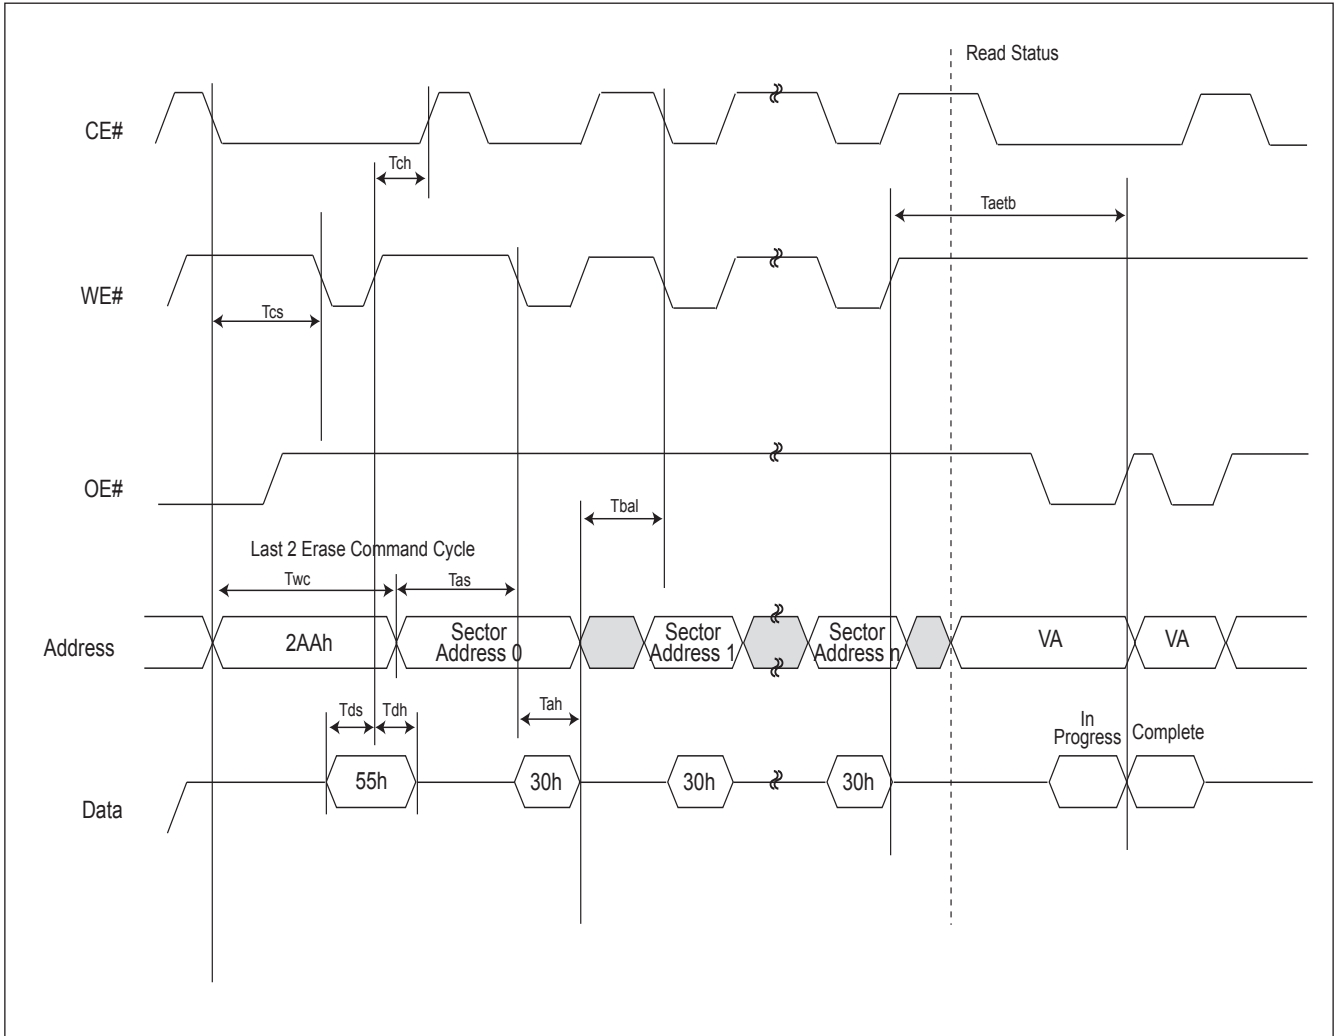 Read Status
CE#
Tch
Taetb
WE#
Tcs
OE#
Tbal
Last 2 Erase Command Cycle
Twc
Tas
Address
2AAh
Sector
Address 0
Sector
Address 1
Sector
Address n
VA
VA
Tds
Tdh
Tah
In
Progress
Complete
Data
55h
30h
30h
30h